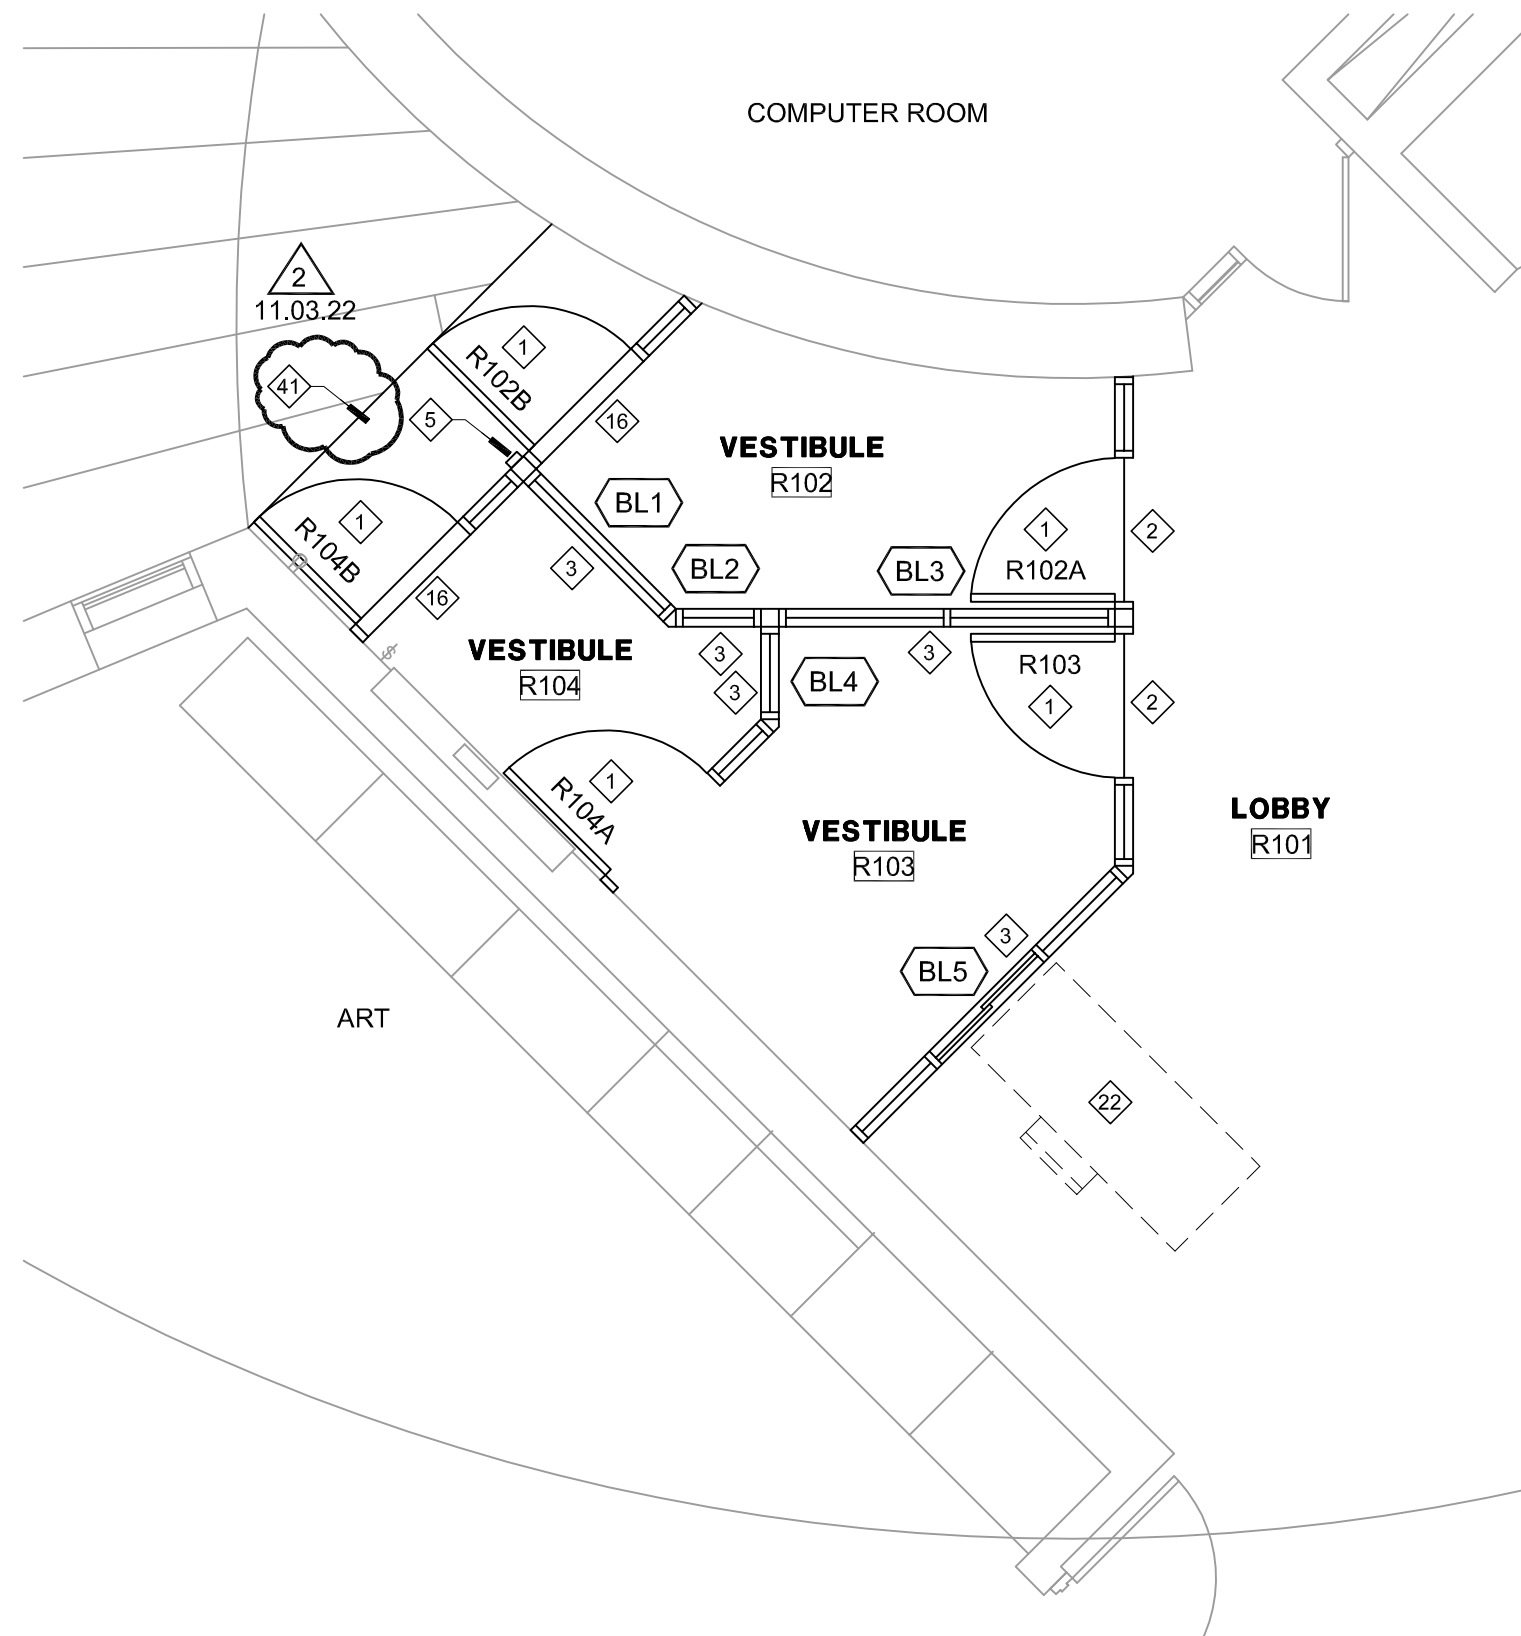 COMPUTER ROOM
2
11.03.22
1
R102B
41
5
16
VESTIBULE
R102
BL1
1
R104B
1
2
BL2
BL3
R102A
3
16
VESTIBULE
R104
$
3
3
R103
3
BL4
1
2
1
R104A
LOBBY
R101
VESTIBULE
R103
3
BL5
ART
22